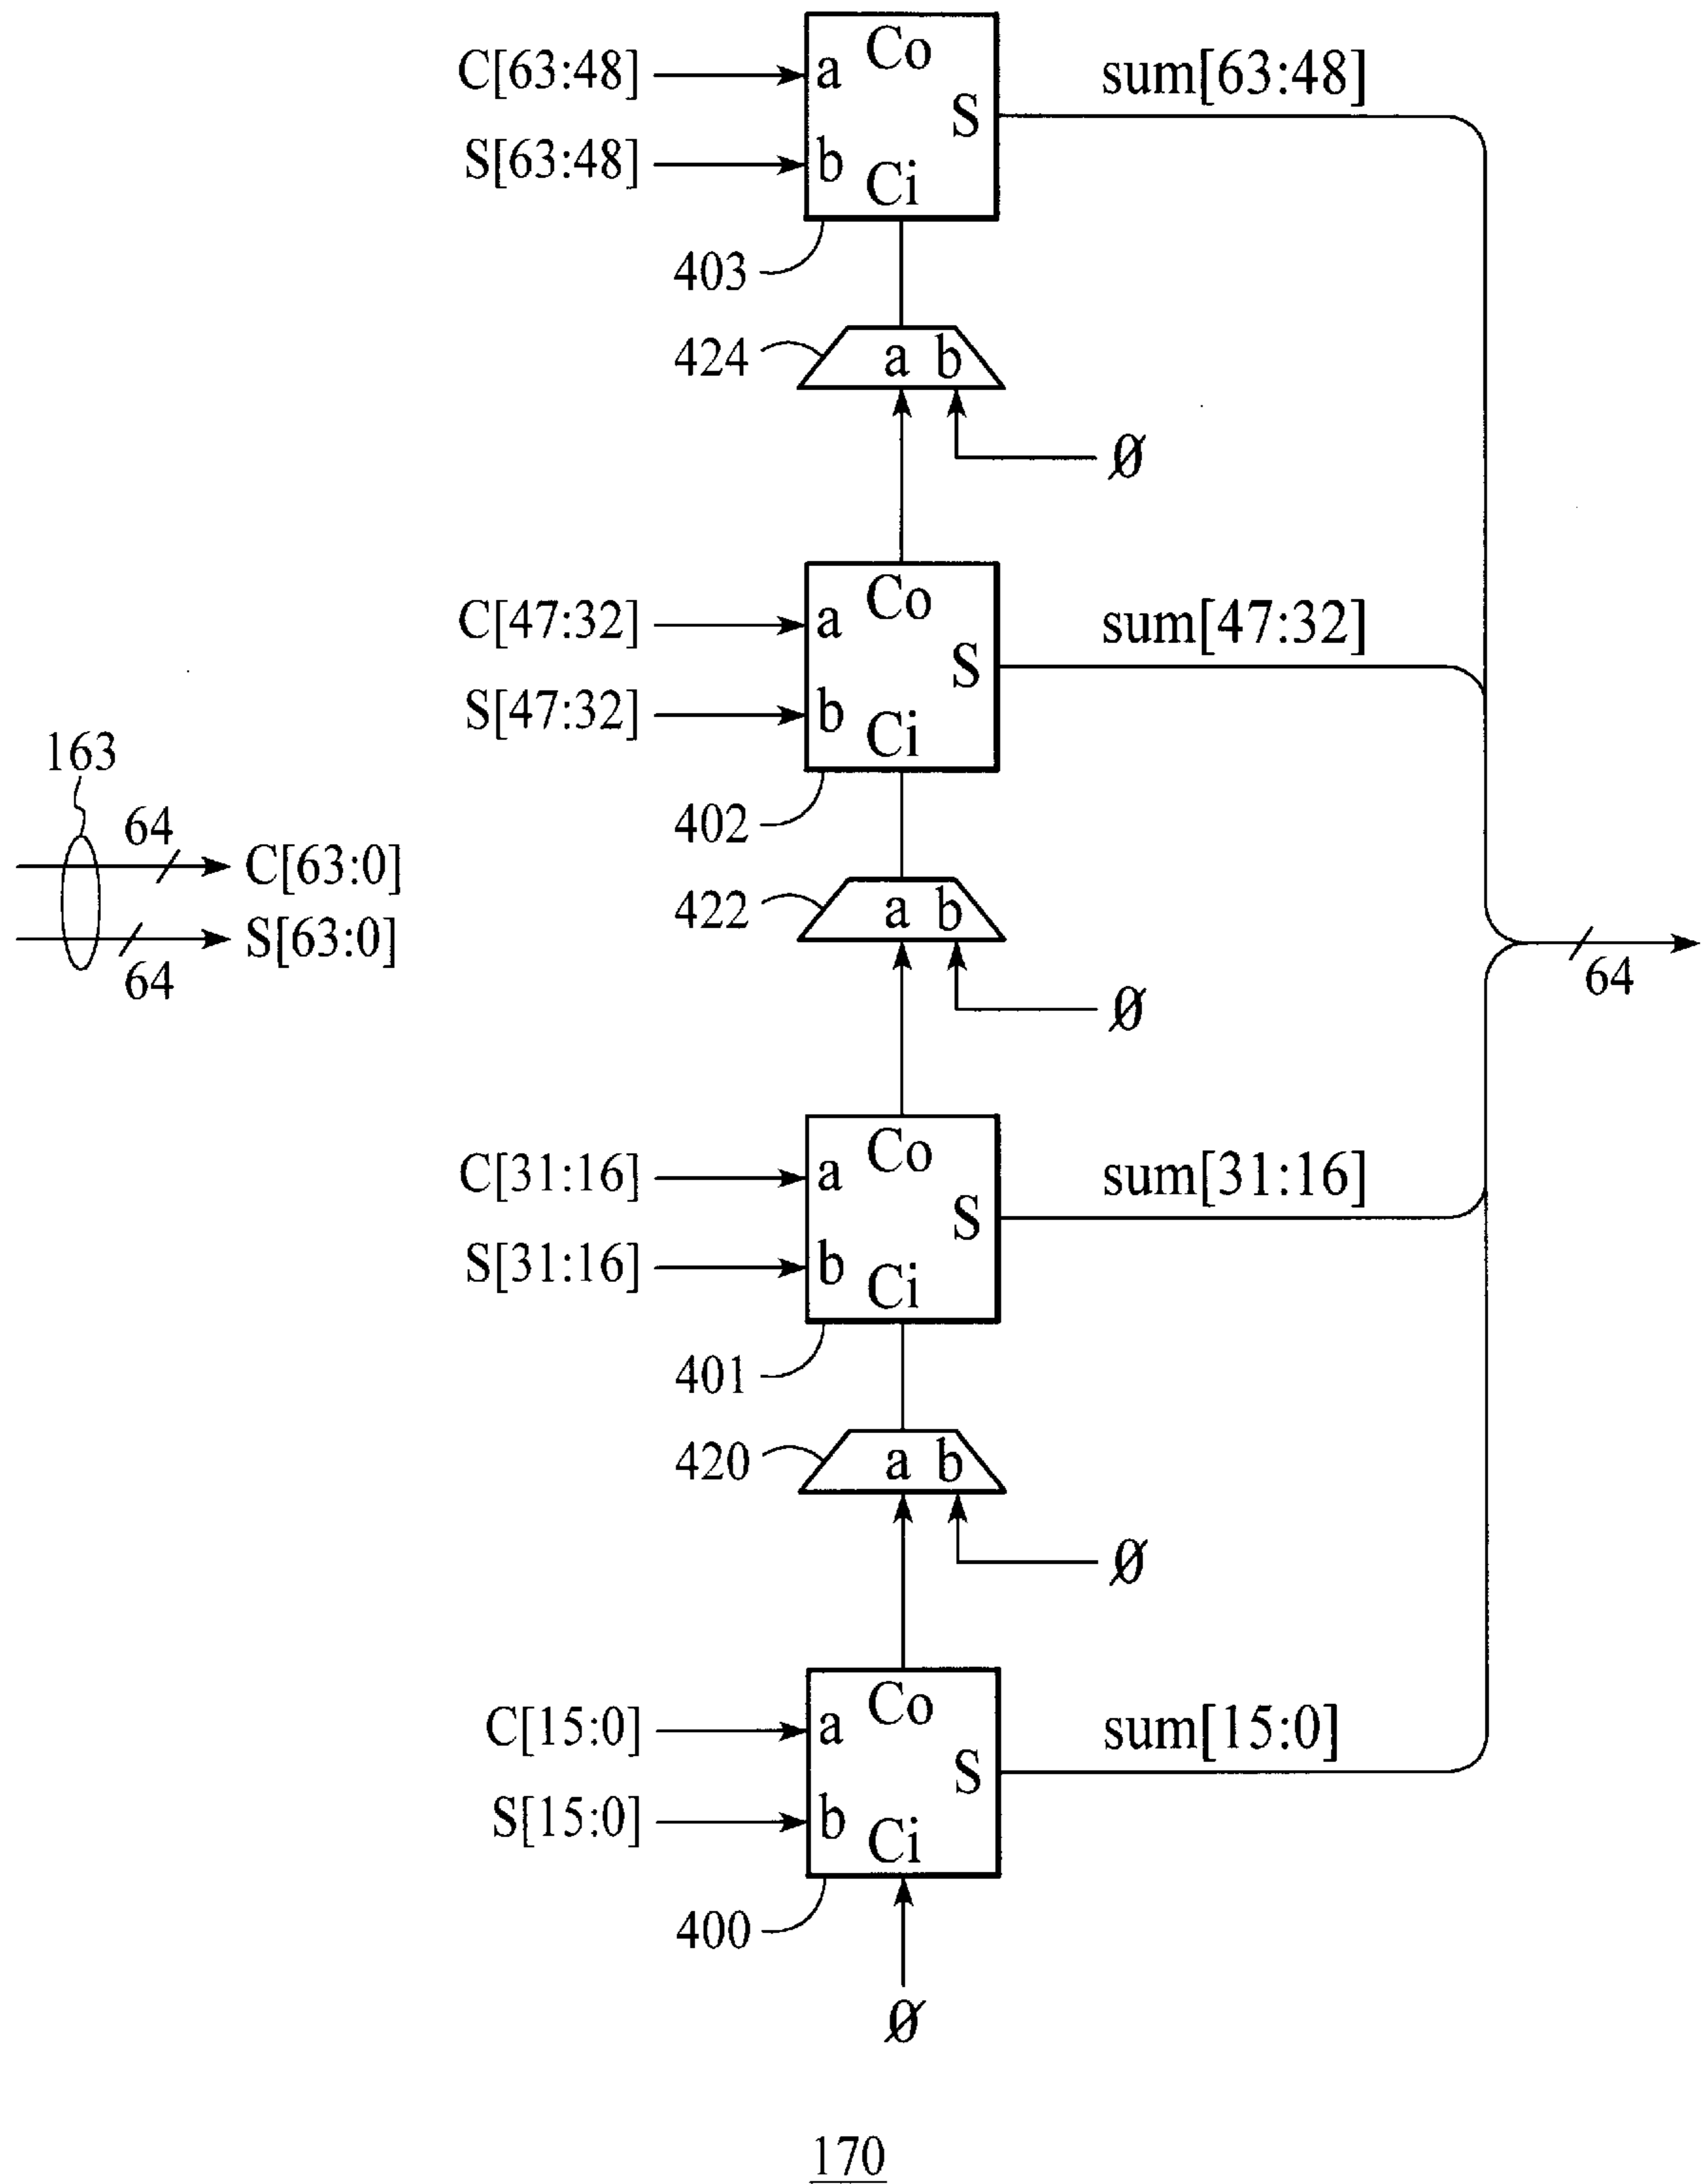 C[63:48]
a
Co
S
sum[63:48]
S[63:48]
b
Ci
403
424
a b
Ø
C[47:32]
a
Co
S
sum[47:32]
S[47:32]
b
Ci
402
163
64
C[63:0]
S[63:0]
64
422
a b
Ø
64
C[31:16]
a
Co
S
sum[31:16]
S[31:16]
b
Ci
401
420
a b
Ø
C[15:0]
a
Co
S
sum[15:0]
S[15:0]
b
Ci
400
Ø
170